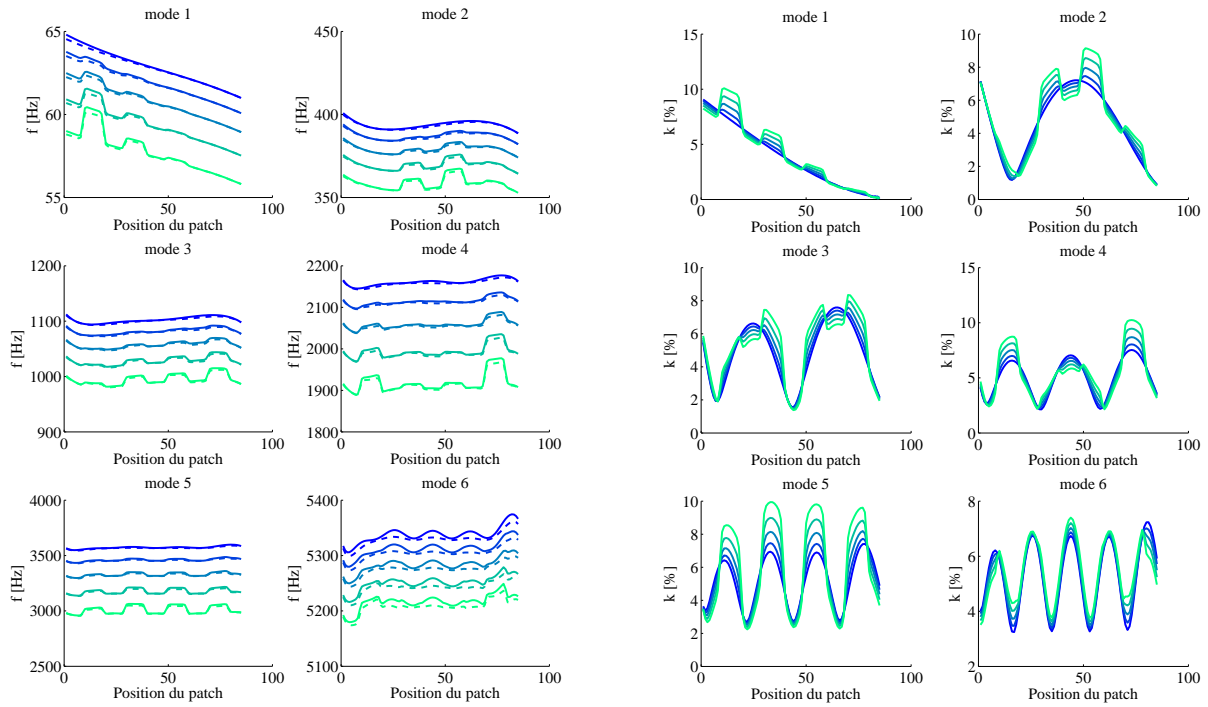 mode 1
65
60
55
f [Hz]
0
50
100
Position du patch
mode 2
450
400
350
f [Hz]
0
50
100
Position du patch
mode 1
15
10
5
0
k [%]
0
50
100
Position du patch
mode 2
10
8
6
4
2
0
k [%]
0
50
100
Position du patch
mode 3
1200
1100
1000
900
f [Hz]
0
50
100
Position du patch
mode 4
2200
2100
2000
1900
1800
f [Hz]
0
50
100
Position du patch
mode 3
10
8
6
4
2
0
k [%]
0
50
100
Position du patch
mode 4
15
10
5
0
k [%]
0
50
100
Position du patch
mode 5
4000
3500
3000
2500
f [Hz]
0
50
100
Position du patch
mode 6
5400
5300
5200
5100
f [Hz]
0
50
100
Position du patch
mode 5
10
8
6
4
2
0
k [%]
0
50
100
Position du patch
mode 6
8
6
4
2
k [%]
0
50
100
Position du patch